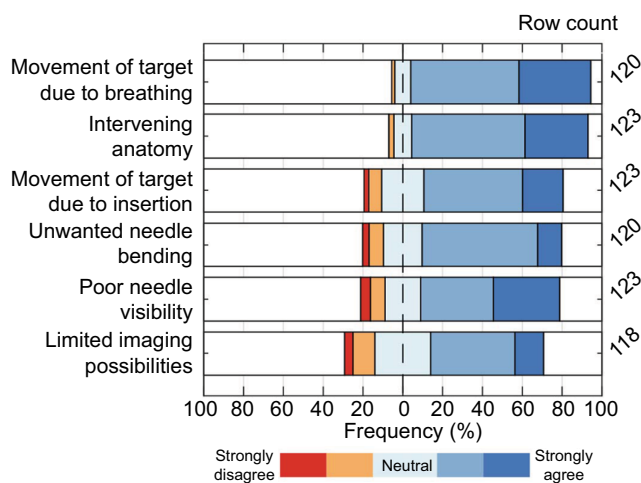 Row count
Movement of target
due to breathing
120
Intervening
anatomy
123
Movement of target
due to insertion
123
Unwanted needle
bending
120
Poor needle
visibility
123
Limited imaging
possibilities
118
100 80 60 40 20 0 20 40 60 80 100
Frequency (%)
Strongly
disagree
Neutral
Strongly
agree